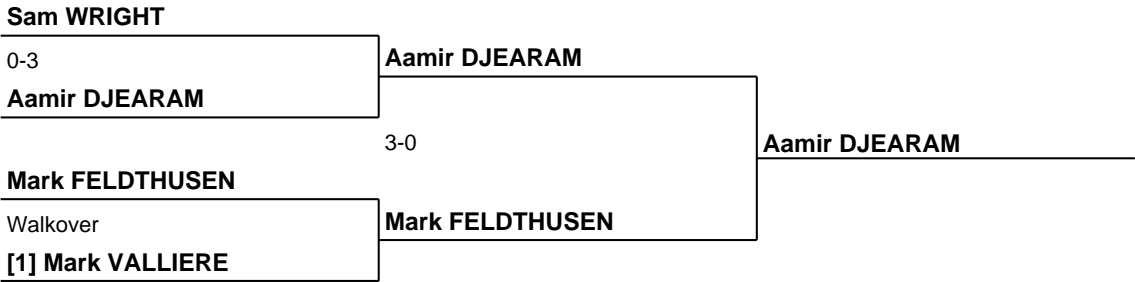 Sam WRIGHT
0-3
Aamir DJEARAM
Aamir DJEARAM
3-0
Aamir DJEARAM
Mark FELDTHUSEN
Walkover
Mark FELDTHUSEN
[1] Mark VALLIERE